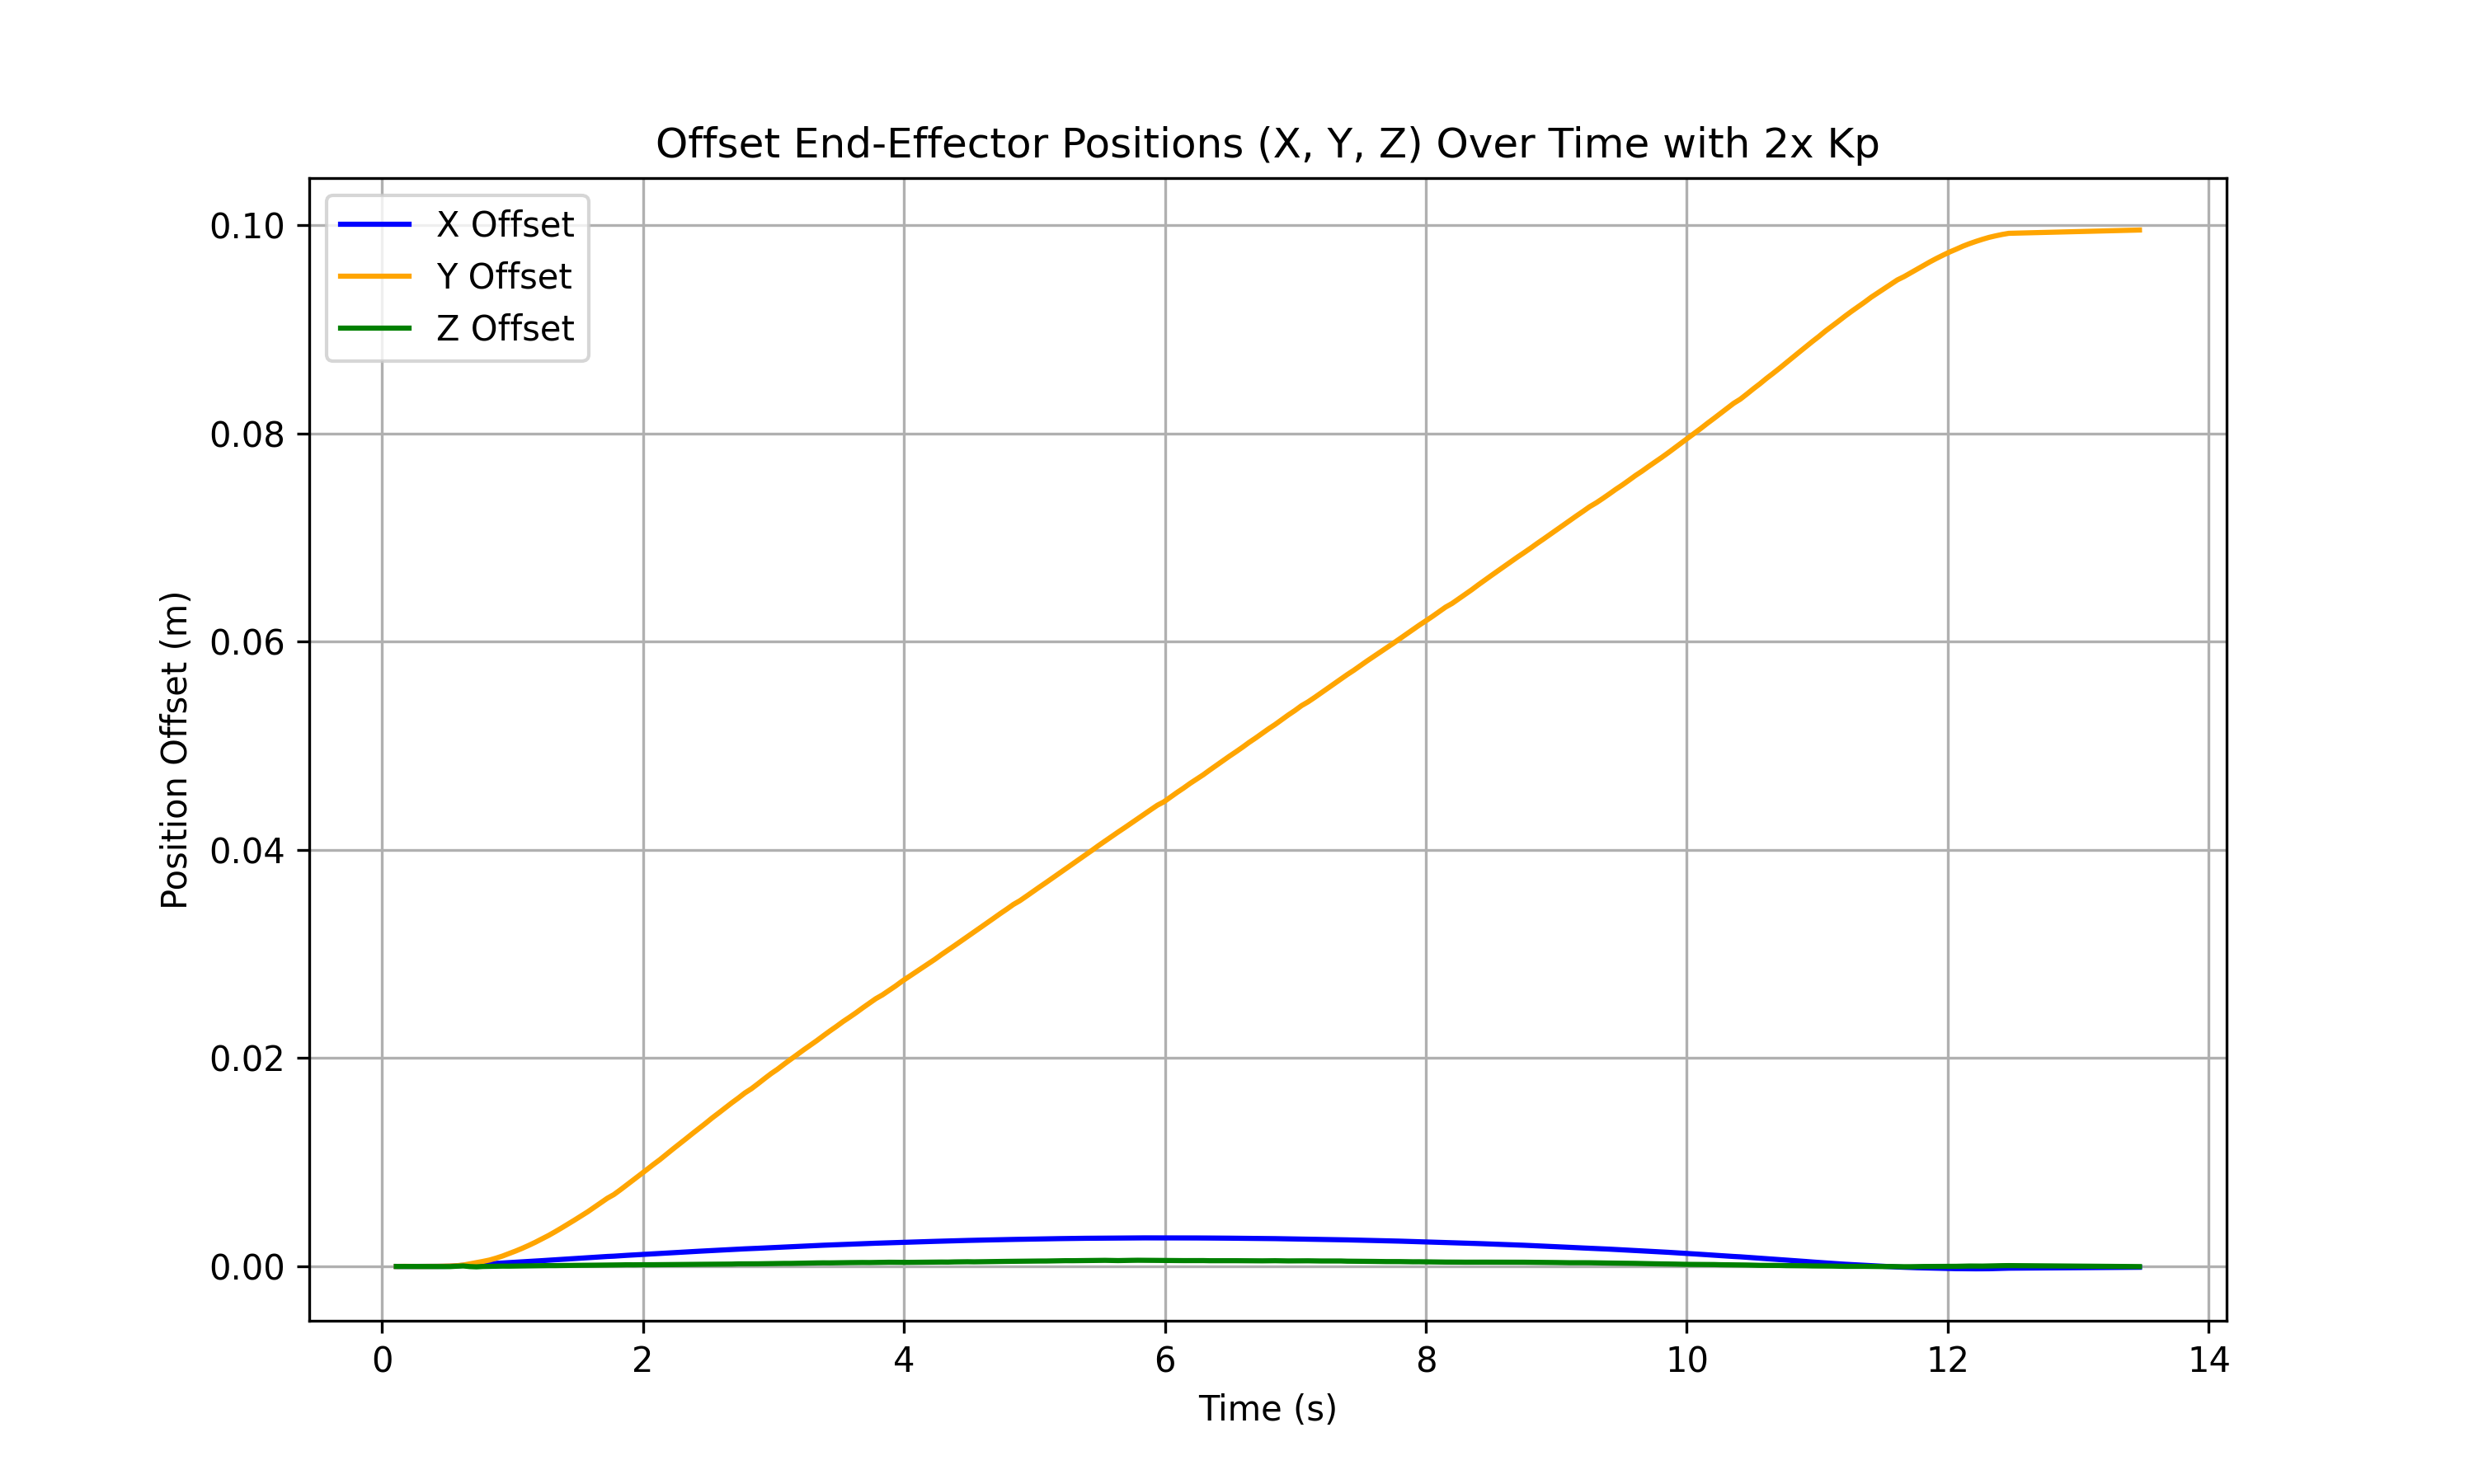 Offset End-Effector Positions (X, Y, Z) Over Time with 2x Kp
X Offset
Y Offset
Z Offset
0.10
0.08
0.06
0.04
0.02
0.00
Position Offset (m)
0 2 4 6 8 10 12 14
Time (s)